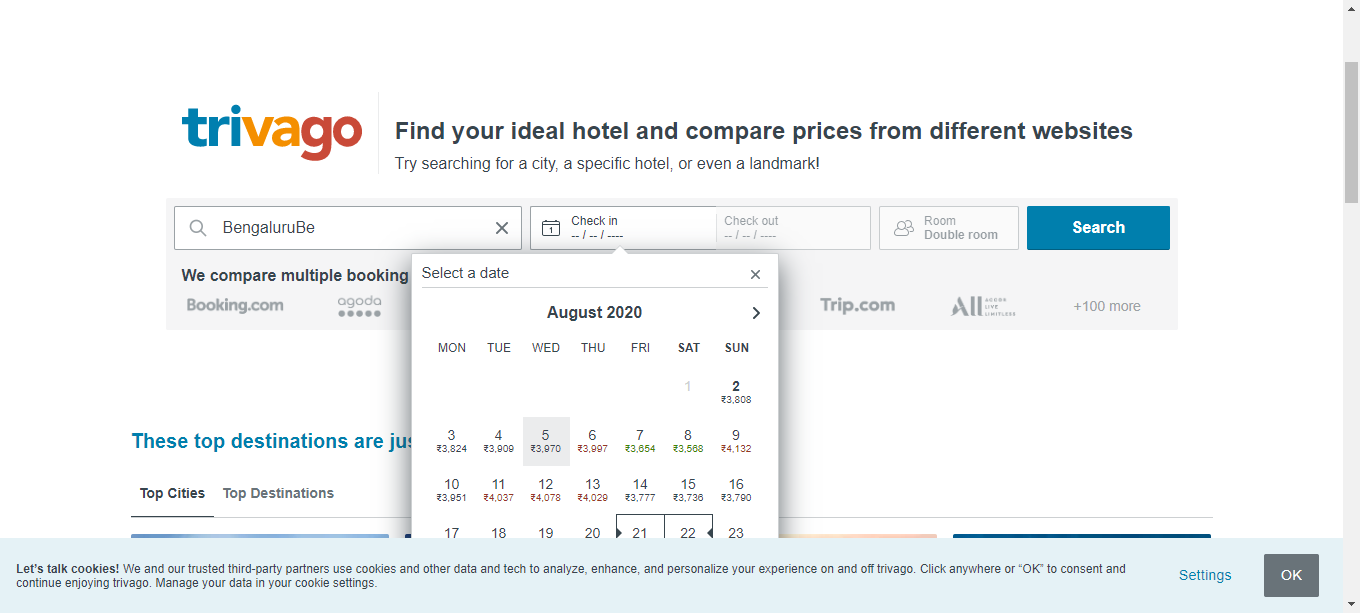 trivago
Find your ideal hotel and compare prices from different websites
Try searching for a city, a specific hotel, or even a landmark!
BengaluruBe
Check in
-- / -- / ----
Check out
-- / -- / ----
Room
Double room
Search
We compare multiple booking
Booking.com
agoda
Trip.com
ALL ACCOR LIVE LIMITLESS
+100 more
Select a date
August 2020
MON TUE WED THU FRI SAT SUN
1 2
₹3,808
3 4 5 6 7 8 9
₹3,824 ₹3,909 ₹3,970 ₹3,997 ₹3,654 ₹3,568 ₹4,132
10 11 12 13 14 15 16
₹3,951 ₹4,037 ₹4,078 ₹4,029 ₹3,777 ₹3,736 ₹3,790
17 18 19 20 21 22 23
These top destinations are jus
Top Cities Top Destinations
Let's talk cookies! We and our trusted third-party partners use cookies and other data and tech to analyze, enhance, and personalize your experience on and off trivago. Click anywhere or “OK” to consent and
continue enjoying trivago. Manage your data in your cookie settings.
Settings
OK